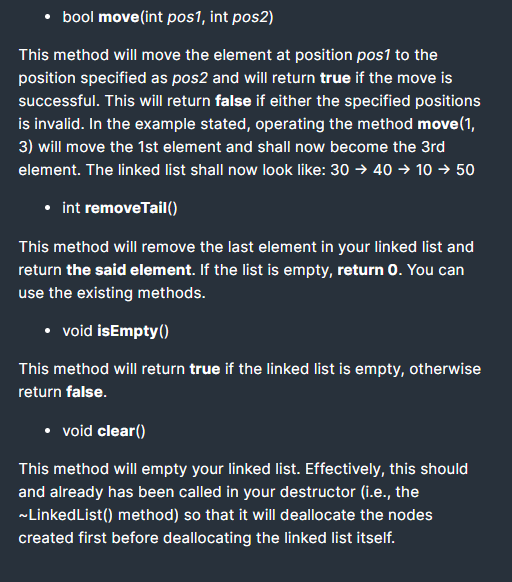 • bool move(int pos1, int pos2)
This method will move the element at position pos1 to the
position specified as pos2 and will return true if the move is
successful. This will return false if either the specified positions
is invalid. In the example stated, operating the method move(1,
3) will move the 1st element and shall now become the 3rd
element. The linked list shall now look like: 30 → 40 → 10 → 50
• int removeTail()
This method will remove the last element in your linked list and
return the said element. If the list is empty, return 0. You can
use the existing methods.
• void isEmpty()
This method will return true if the linked list is empty, otherwise
return false.
• void clear()
This method will empty your linked list. Effectively, this should
and already has been called in your destructor (i.e., the
~LinkedList() method) so that it will deallocate the nodes
created first before deallocating the linked list itself.